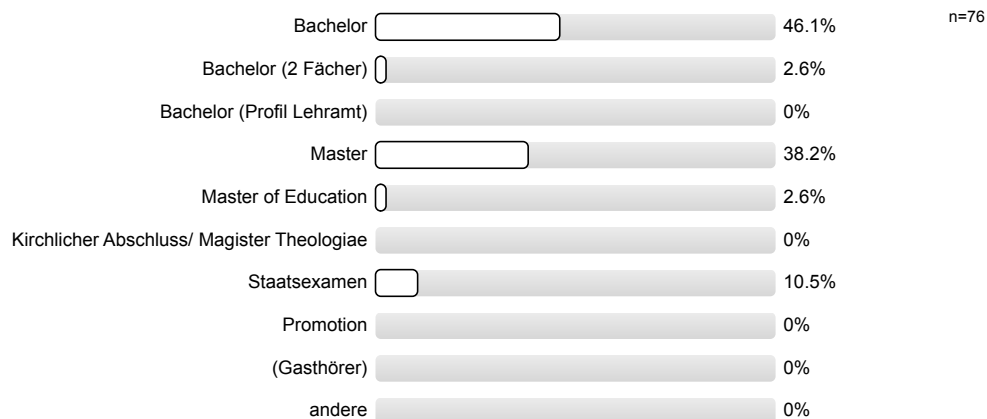 n=76
Bachelor 46.1%
Bachelor (2 Fächer) 2.6%
Bachelor (Profil Lehramt) 0%
Master 38.2%
Master of Education 2.6%
Kirchlicher Abschluss/ Magister Theologiae 0%
Staatsexamen 10.5%
Promotion 0%
(Gasthörer) 0%
andere 0%